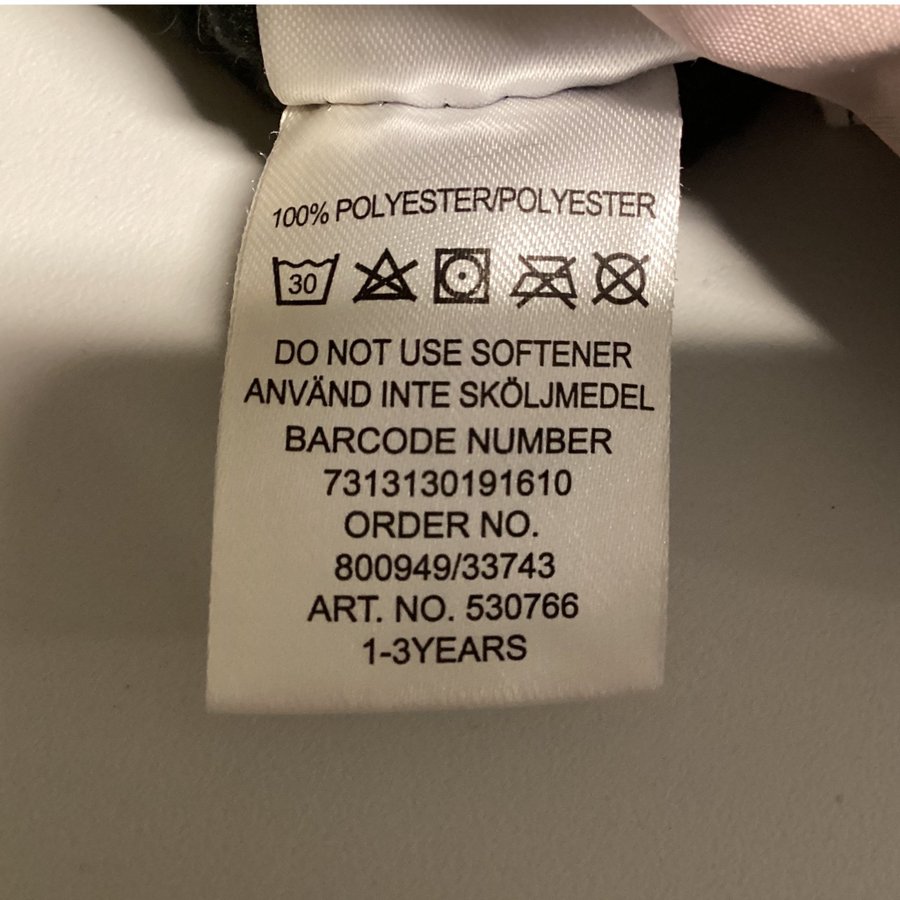 100% POLYESTER/POLYESTER
30
DO NOT USE SOFTENER
ANVÄND INTE SKÖLJMEDEL
BARCODE NUMBER
7313130191610
ORDER NO.
800949/33743
ART. NO. 530766
1-3YEARS